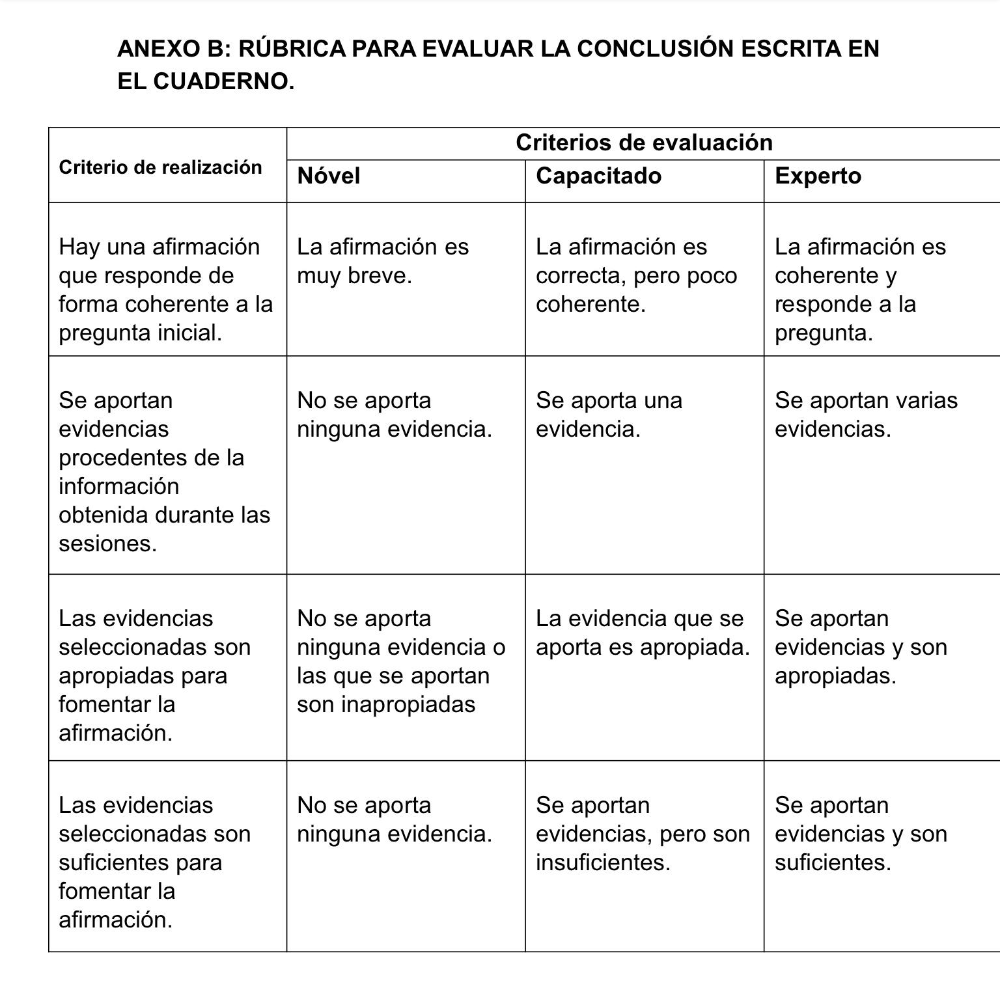 ANEXO B: RÚBRICA PARA EVALUAR LA CONCLUSIÓN ESCRITA EN
EL CUADERNO.
Criterio de realización
Criterios de evaluación
Nóvel
Capacitado
Experto
Hay una afirmación
que responde de
forma coherente a la
pregunta inicial.
La afirmación es
muy breve.
La afirmación es
correcta, pero poco
coherente.
La afirmación es
coherente y
responde a la
pregunta.
Se aportan
evidencias
procedentes de la
información
obtenida durante las
sesiones.
No se aporta
ninguna evidencia.
Se aporta una
evidencia.
Se aportan varias
evidencias.
Las evidencias
seleccionadas son
apropiadas para
fomentar la
afirmación.
No se aporta
ninguna evidencia o
las que se aportan
son inapropiadas
La evidencia que se
aporta es apropiada.
Se aportan
evidencias y son
apropiadas.
Las evidencias
seleccionadas son
suficientes para
fomentar la
afirmación.
No se aporta
ninguna evidencia.
Se aportan
evidencias, pero son
insuficientes.
Se aportan
evidencias y son
suficientes.